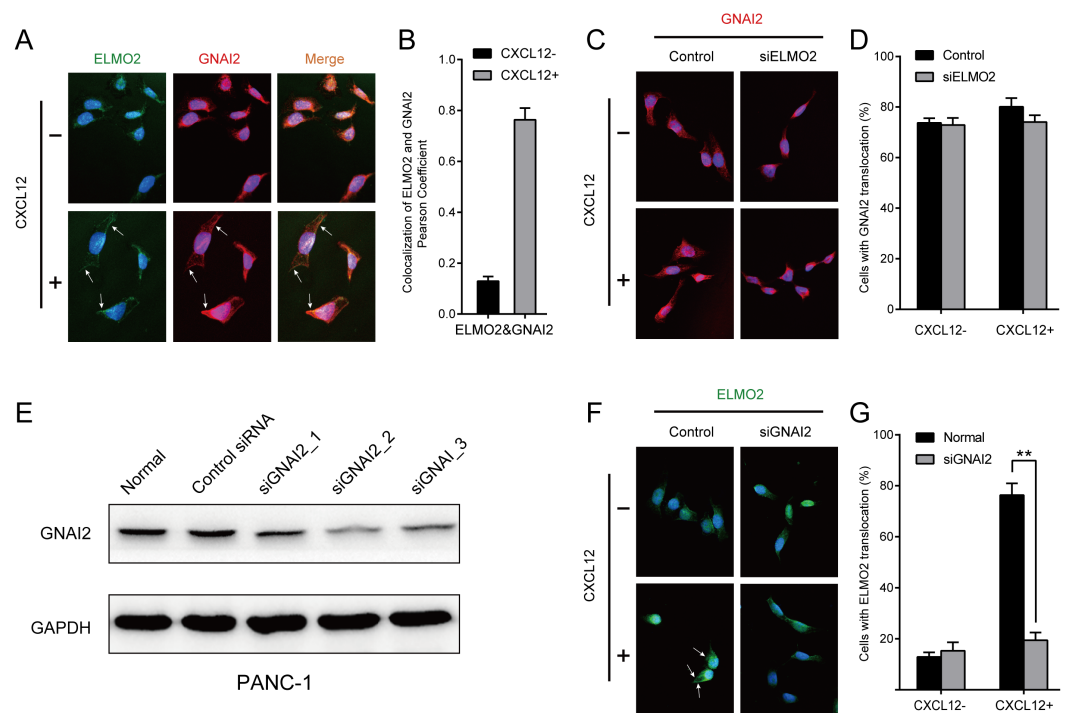 A
ELMO2 GNAI2 Merge
CXCL12
−
+
B
CXCL12-
CXCL12+
Colocalization of ELMO2 and GNAI2
Pearson Coefficient
1.0
0.8
0.6
0.4
0.2
0.0
ELMO2&GNAI2
C
GNAI2
Control siELMO2
CXCL12
−
+
D
Control
siELMO2
Cells with GNAI2 translocation (%)
100
80
60
40
20
0
CXCL12- CXCL12+
E
Normal Control siRNA siGNAI2_1 siGNAI2_2 siGNAI_3
GNAI2
GAPDH
PANC-1
F
ELMO2
Control siGNAI2
CXCL12
−
+
G
Normal
siGNAI2
**
Cells with ELMO2 translocation (%)
100
80
60
40
20
0
CXCL12- CXCL12+